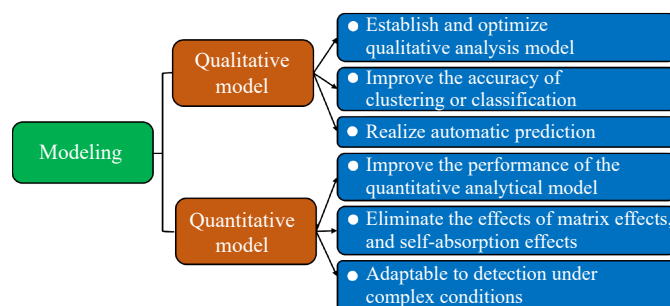 Modeling
Qualitative
model
● Establish and optimize
qualitative analysis model
● Improve the accuracy of
clustering or classification
● Realize automatic prediction
Quantitative
model
● Improve the performance of the
quantitative analytical model
● Eliminate the effects of matrix effects,
and self-absorption effects
● Adaptable to detection under
complex conditions